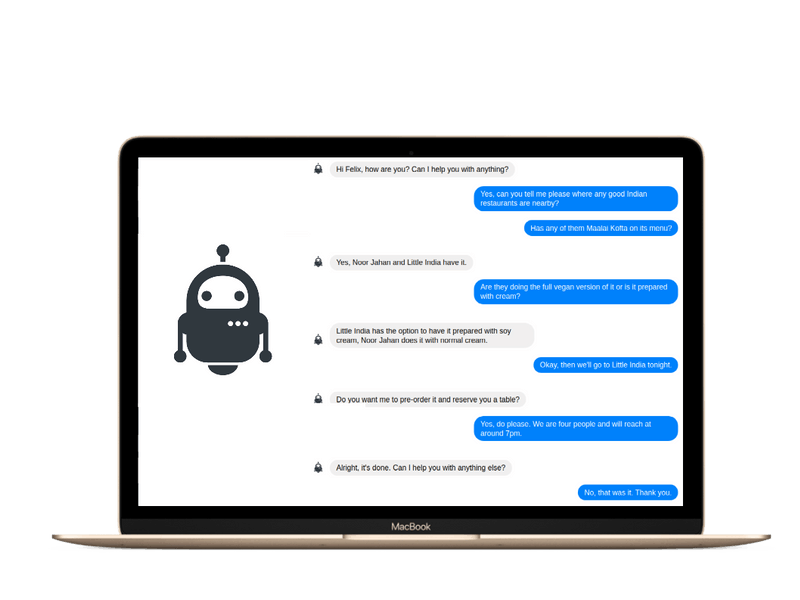 Hi Felix, how are you? Can I help you with anything?
Yes, can you tell me please where any good Indian
restaurants are nearby?
Has any of them Maalai Kofta on its menu?
Yes, Noor Jahan and Little India have it.
Are they doing the full vegan version of it or is it prepared
with cream?
Little India has the option to have it prepared with soy
cream, Noor Jahan does it with normal cream.
Okay, then we'll go to Little India tonight.
Do you want me to pre-order it and reserve you a table?
Yes, do please. We are four people and will reach at
around 7pm.
Alright, it's done. Can I help you with anything else?
No, that was it. Thank you.
MacBook